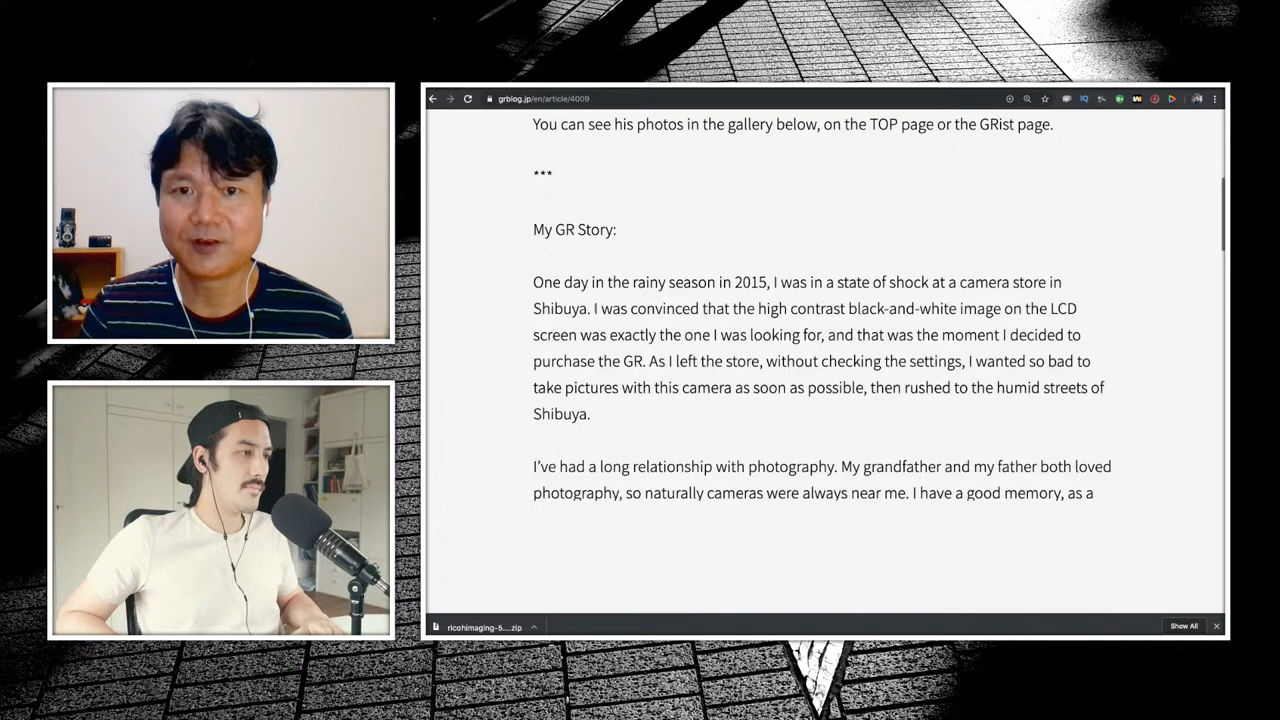 grblog.jp/en/article/4009
You can see his photos in the gallery below, on the TOP page or the GRist page.
***
My GR Story:
One day in the rainy season in 2015, I was in a state of shock at a camera store in
Shibuya. I was convinced that the high contrast black-and-white image on the LCD
screen was exactly the one I was looking for, and that was the moment I decided to
purchase the GR. As I left the store, without checking the settings, I wanted so bad to
take pictures with this camera as soon as possible, then rushed to the humid streets of
Shibuya.
I've had a long relationship with photography. My grandfather and my father both loved
photography, so naturally cameras were always near me. I have a good memory, as a
ricohimaging-5....zip
Show All